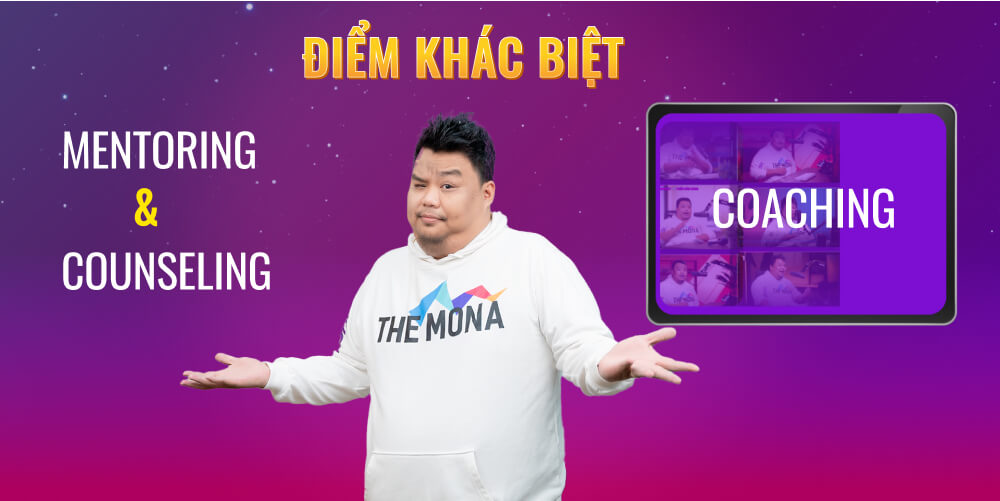 ĐIỂM KHÁC BIỆT
MENTORING
&
COUNSELING
COACHING
THE MONA